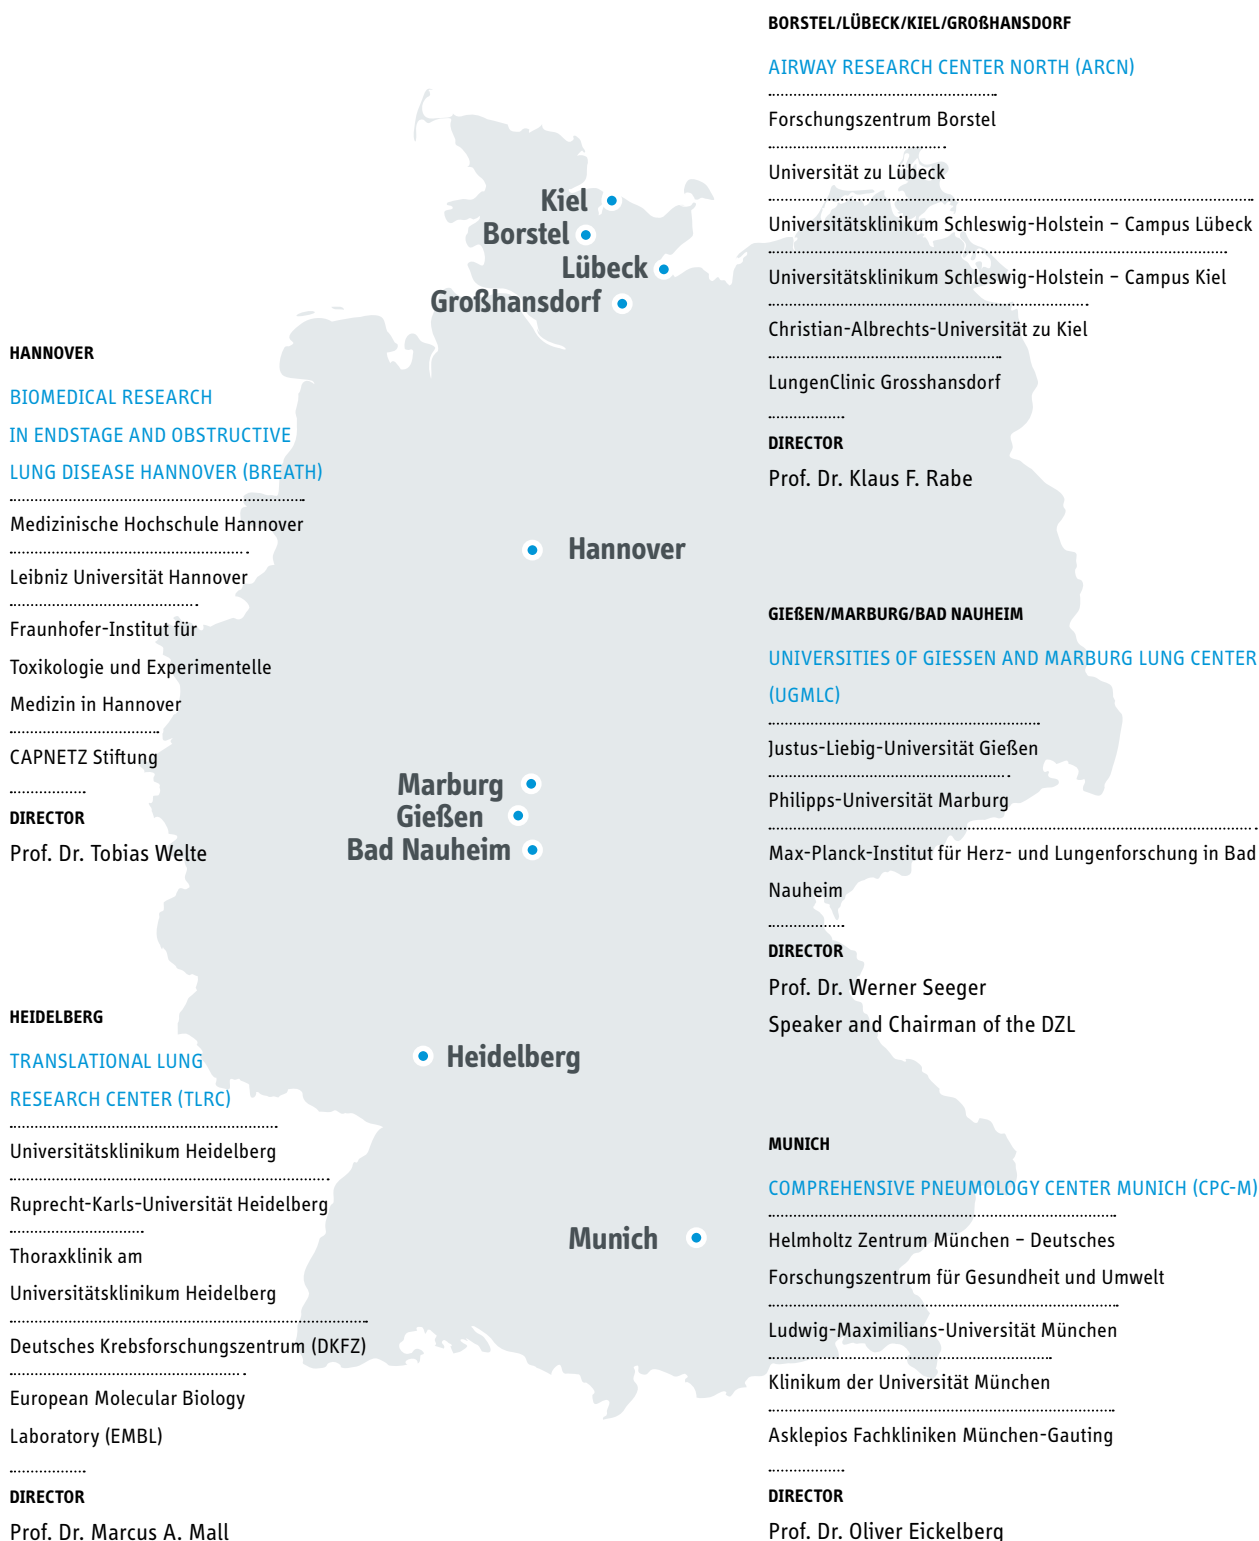 BORSTEL/LÜBECK/KIEL/GROßHANSDORF
AIRWAY RESEARCH CENTER NORTH (ARCN)
Forschungszentrum Borstel
Universität zu Lübeck
Universitätsklinikum Schleswig-Holstein – Campus Lübeck
Universitätsklinikum Schleswig-Holstein – Campus Kiel
Christian-Albrechts-Universität zu Kiel
LungenClinic Grosshansdorf
DIRECTOR
Prof. Dr. Klaus F. Rabe
Kiel
Borstel
Lübeck
Großhansdorf
HANNOVER
BIOMEDICAL RESEARCH
IN ENDSTAGE AND OBSTRUCTIVE
LUNG DISEASE HANNOVER (BREATH)
Medizinische Hochschule Hannover
Leibniz Universität Hannover
Fraunhofer-Institut für
Toxikologie und Experimentelle
Medizin in Hannover
CAPNETZ Stiftung
DIRECTOR
Prof. Dr. Tobias Welte
Hannover
GIEßEN/MARBURG/BAD NAUHEIM
UNIVERSITIES OF GIESSEN AND MARBURG LUNG CENTER
(UGMLC)
Justus-Liebig-Universität Gießen
Philipps-Universität Marburg
Max-Planck-Institut für Herz- und Lungenforschung in Bad
Nauheim
DIRECTOR
Prof. Dr. Werner Seeger
Speaker and Chairman of the DZL
Marburg
Gießen
Bad Nauheim
HEIDELBERG
TRANSLATIONAL LUNG
RESEARCH CENTER (TLRC)
Universitätsklinikum Heidelberg
Ruprecht-Karls-Universität Heidelberg
Thoraxklinik am
Universitätsklinikum Heidelberg
Deutsches Krebsforschungszentrum (DKFZ)
European Molecular Biology
Laboratory (EMBL)
DIRECTOR
Prof. Dr. Marcus A. Mall
Heidelberg
Munich
MUNICH
COMPREHENSIVE PNEUMOLOGY CENTER MUNICH (CPC-M)
Helmholtz Zentrum München – Deutsches
Forschungszentrum für Gesundheit und Umwelt
Ludwig-Maximilians-Universität München
Klinikum der Universität München
Asklepios Fachkliniken München-Gauting
DIRECTOR
Prof. Dr. Oliver Eickelberg